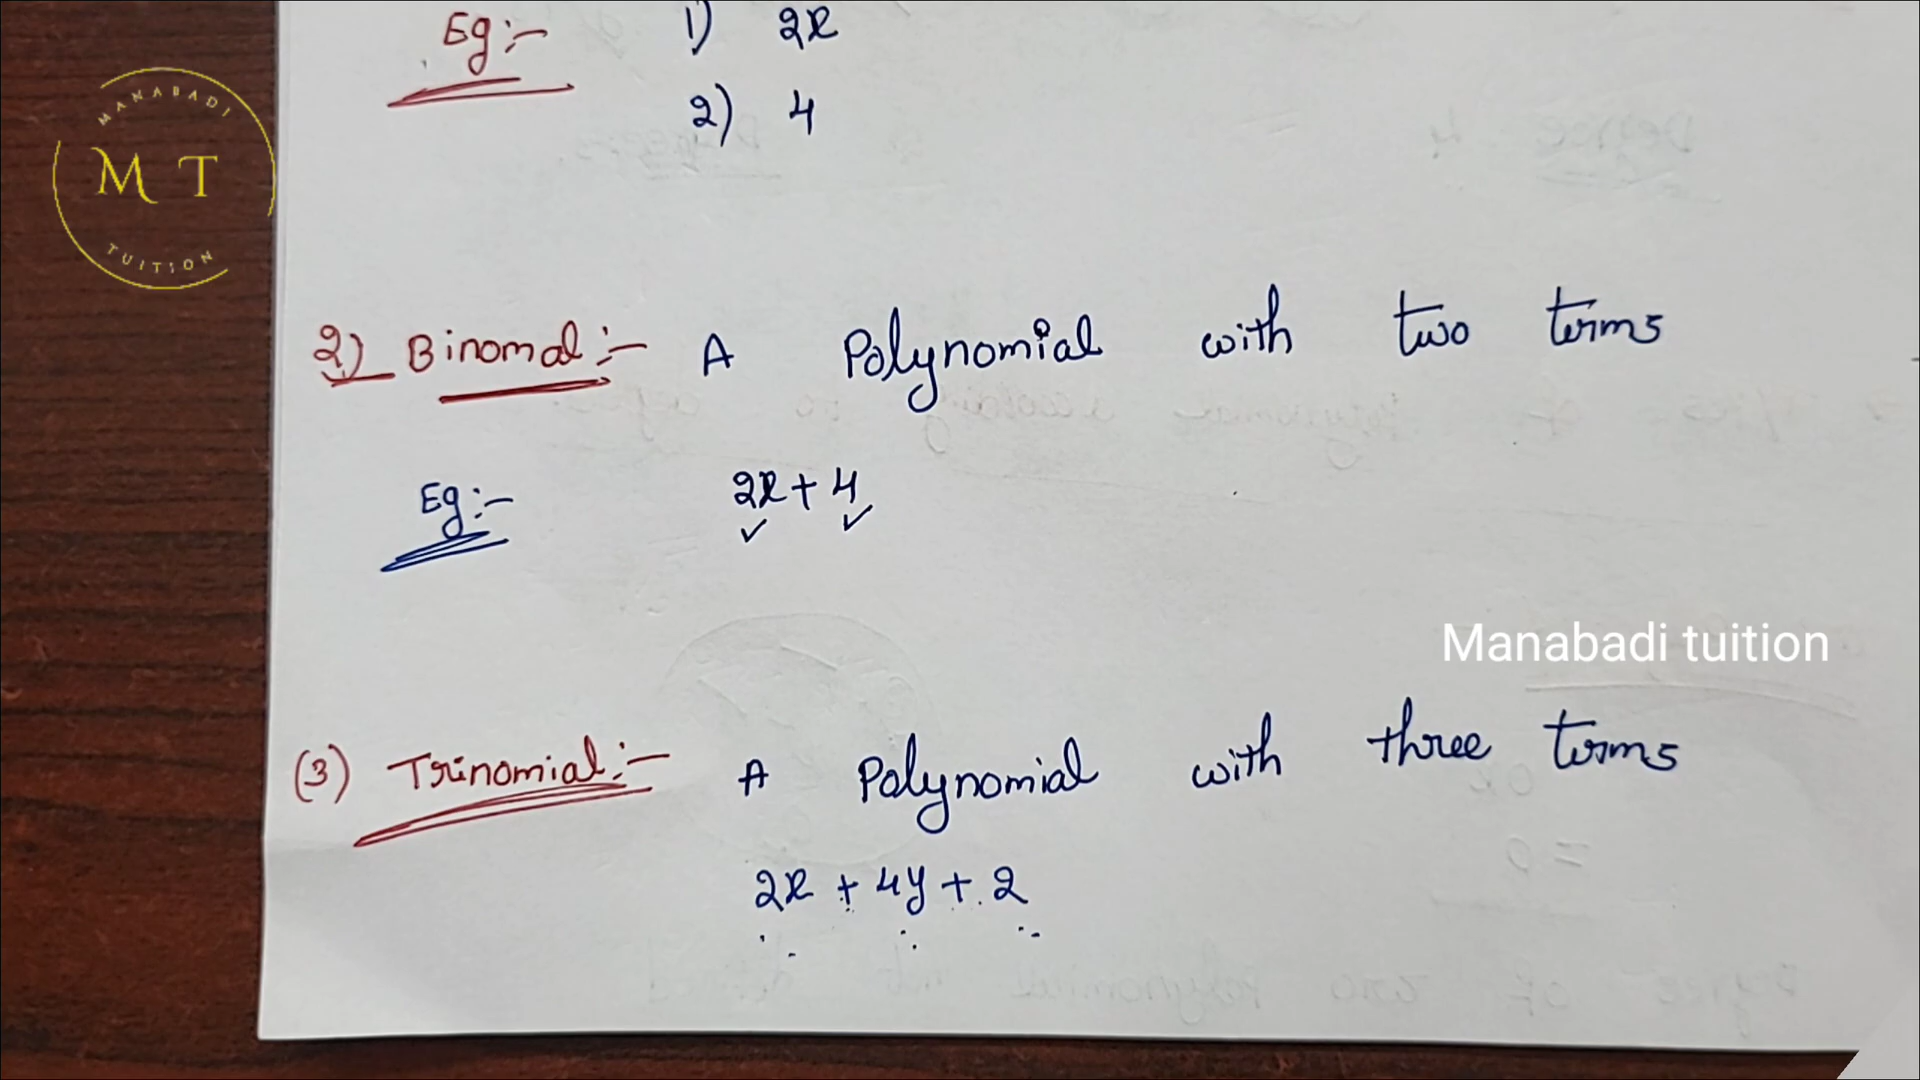 Eg:- 1) 2x
2) 4
MANABADI
M T
TUITION
2) Binomal:- A Polynomial with two terms
Eg:- 2x + 4
Manabadi tuition
(3) Trinomial:- A Polynomial with three terms
2x + 4y + 2